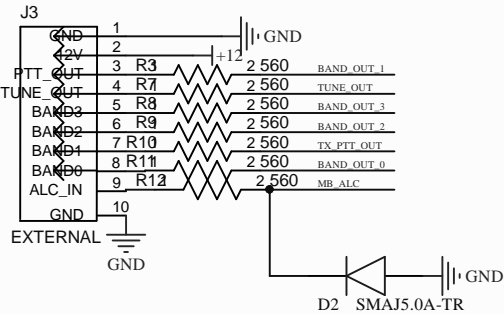 J3
GND 1 GND
12V 2 +12
PTT_OUT 3 R3 2 560 BAND_OUT_1
TUNE_OUT 4 R7 2 560 TUNE_OUT
BAND3 5 R8 2 560 BAND_OUT_3
BAND2 6 R9 2 560 BAND_OUT_2
BAND1 7 R10 2 560 TX_PTT_OUT
BAND0 8 R11 2 560 BAND_OUT_0
ALC_IN 9 R12 2 560 MB_ALC
GND 10
EXTERNAL
GND
GND
D2 SMAJ5.0A-TR